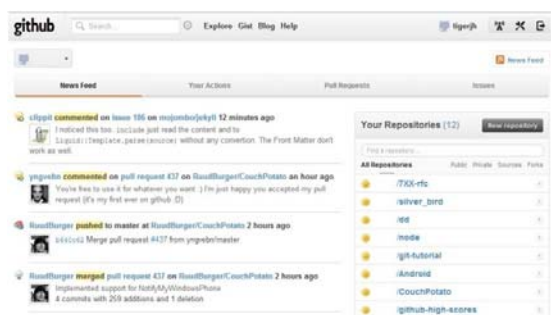 github
Search...
Explore Gist Blog Help
tigerjh
News Feed
News Feed
Your Actions
Pull Requests
Issues
clippit commented on issue 186 on mojombo/jekyll 12 minutes ago
I noticed this too. include just read the content and to
Liquid::Template.parse(source) without any convertion. The Front Matter don't
work as well.
yngvebn commented on pull request 437 on RuudBurger/CouchPotato an hour ago
You're free to use it for whatever you want :) I'm just happy you accepted my pull
request (it's my first ever on github :D)
RuudBurger pushed to master at RuudBurger/CouchPotato 2 hours ago
Merge pull request #437 from yngvebn/master
RuudBurger merged pull request 437 on RuudBurger/CouchPotato 2 hours ago
Implemented support for NotifyMyWindowsPhone
4 commits with 259 additions and 1 deletion
Your Repositories (12)
New repository
Find a repository...
All Repositories Public Private Sources Forks
/7XX-rfc
/silver_bird
/dd
/node
/git-tutorial
/Android
/CouchPotato
/github-high-scores